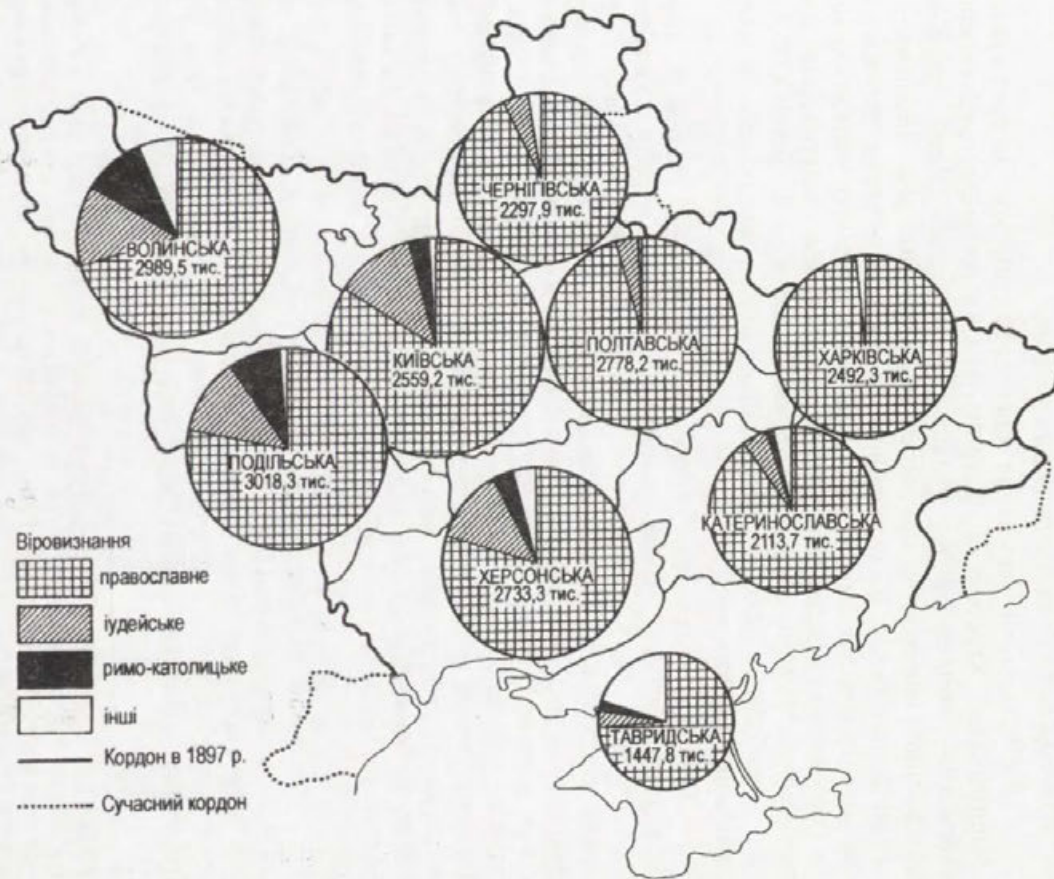 ЧЕРНІГІВСЬКА
2297,9 тис.
ВОЛИНСЬКА
2989,5 тис.
КИЇВСЬКА
2559,2 тис.
ПОЛТАВСЬКА
2778,2 тис.
ХАРКІВСЬКА
2492,3 тис.
ПОДІЛЬСЬКА
3018,3 тис.
КАТЕРИНОСЛАВСЬКА
2113,7 тис.
ХЕРСОНСЬКА
2733,3 тис.
ТАВРИДСЬКА
1447,8 тис.
Віровизнання
православне
іудейське
римо-католицьке
інші
Кордон в 1897 р.
Сучасний кордон